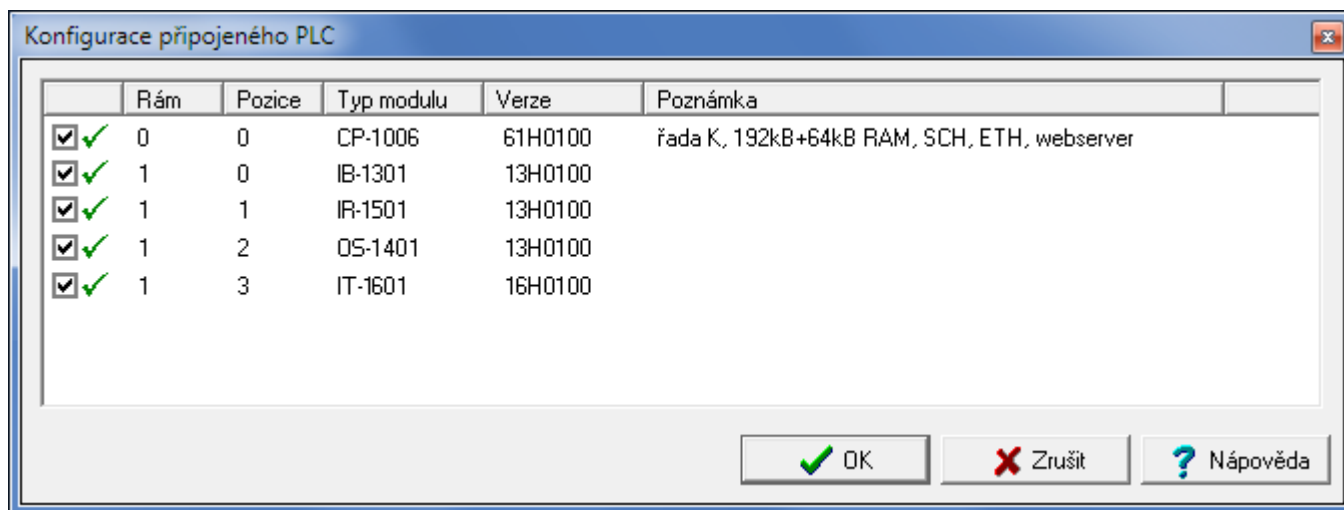 Konfigurace připojeného PLC
Rám Pozice Typ modulu Verze Poznámka
0 0 CP-1006 61H0100 řada K, 192kB+64kB RAM, SCH, ETH, webserver
1 0 IB-1301 13H0100
1 1 IR-1501 13H0100
1 2 OS-1401 13H0100
1 3 IT-1601 16H0100
OK Zrušit Nápověda